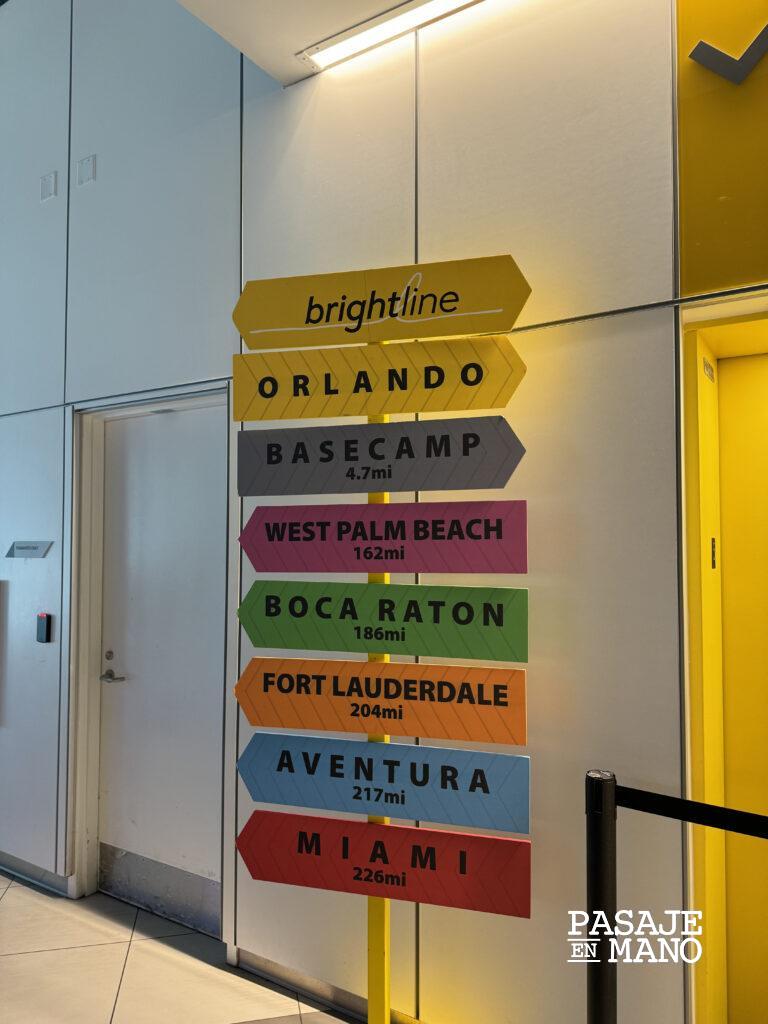 brightline
ORLANDO
BASECAMP
4.7mi
WEST PALM BEACH
162mi
BOCA RATON
186mi
FORT LAUDERDALE
204mi
AVENTURA
217mi
MIAMI
226mi
PASAJE
EN MANO